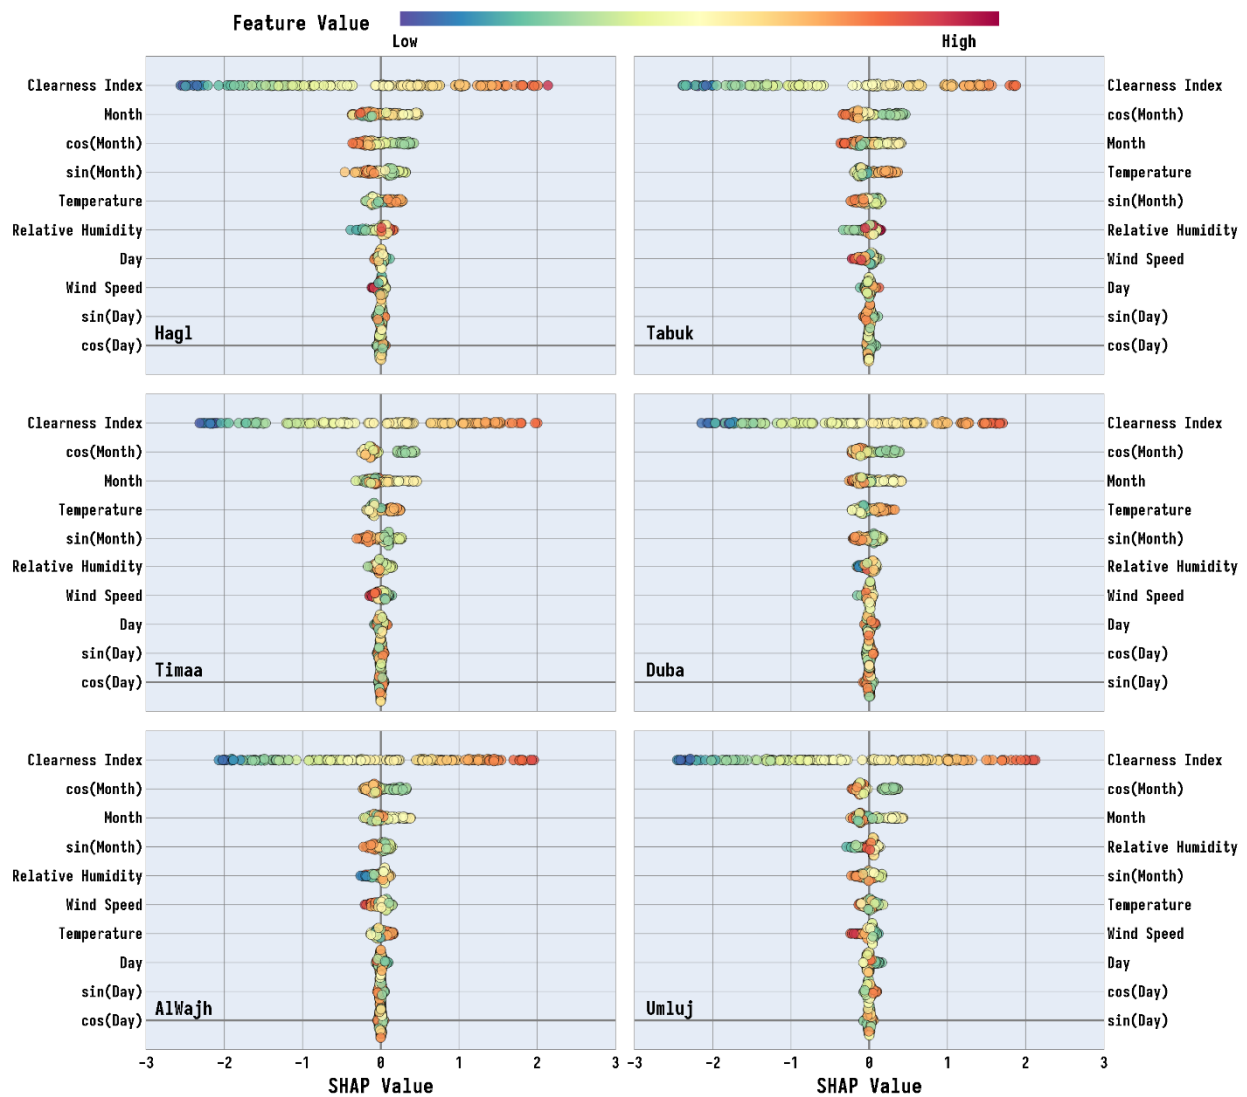 Feature Value
Low High
Clearness Index
Month
cos(Month)
sin(Month)
Temperature
Relative Humidity
Day
Wind Speed
sin(Day)
cos(Day)
Hagl
Clearness Index
cos(Month)
Month
Temperature
sin(Month)
Relative Humidity
Wind Speed
Day
sin(Day)
cos(Day)
Tabuk
Clearness Index
cos(Month)
Month
Temperature
sin(Month)
Relative Humidity
Wind Speed
Day
sin(Day)
cos(Day)
Timaa
Clearness Index
cos(Month)
Month
Temperature
sin(Month)
Relative Humidity
Wind Speed
Day
cos(Day)
sin(Day)
Duba
Clearness Index
cos(Month)
Month
sin(Month)
Relative Humidity
Wind Speed
Temperature
Day
sin(Day)
cos(Day)
AlWajh
-3 -2 -1 0 1 2 3
SHAP Value
Clearness Index
cos(Month)
Month
Relative Humidity
sin(Month)
Temperature
Wind Speed
Day
cos(Day)
sin(Day)
Umluj
-3 -2 -1 0 1 2 3
SHAP Value